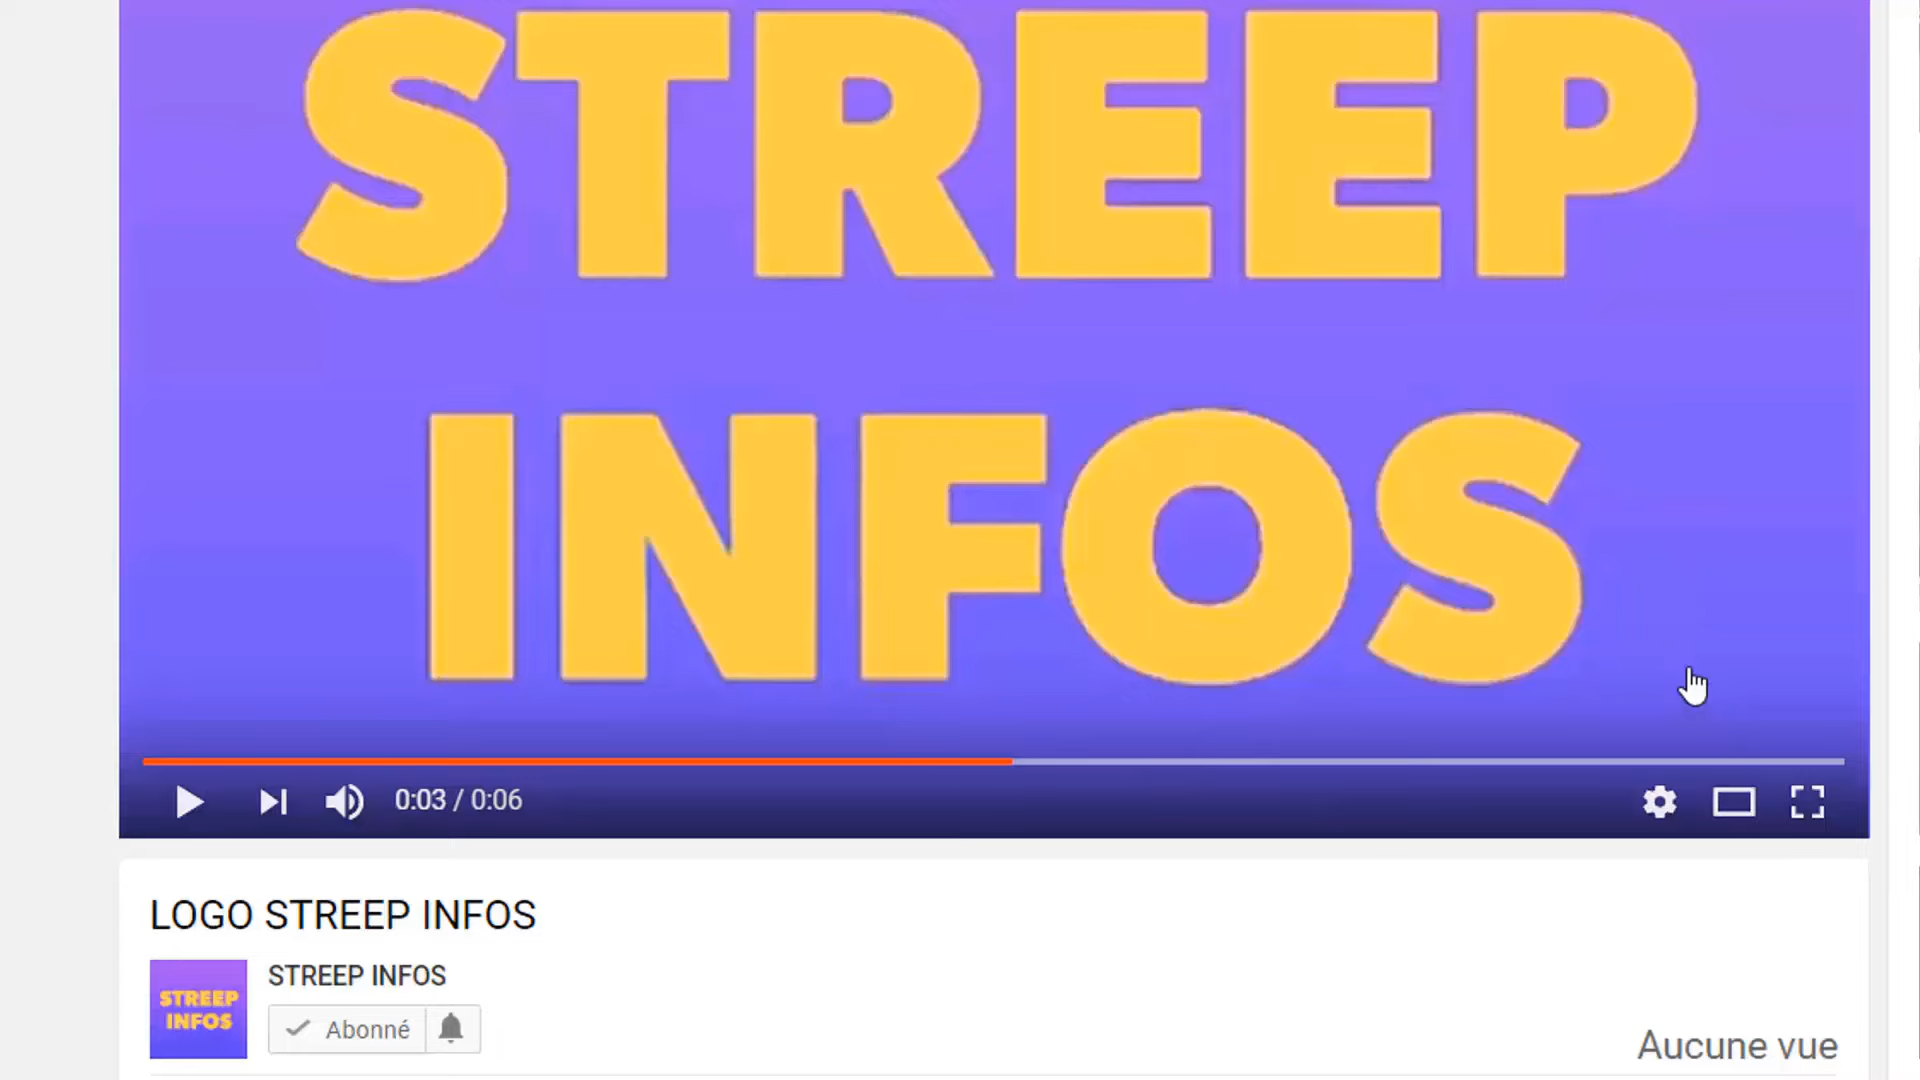 STREEP
INFOS
0:03 / 0:06
LOGO STREEP INFOS
STREEP INFOS
STREEP
INFOS
Abonné
Aucune vue